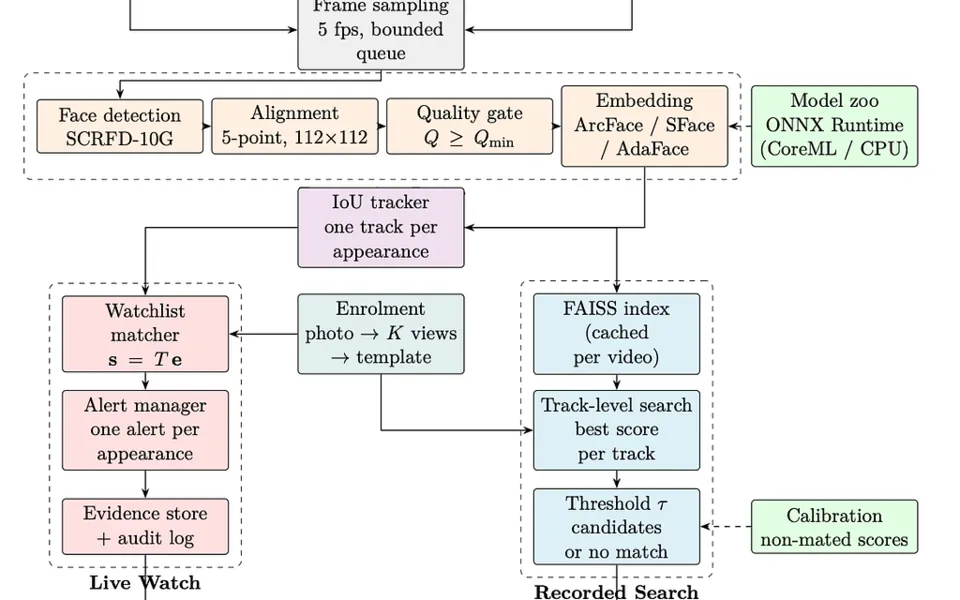 Frame sampling
5 fps, bounded
queue
Face detection
SCRFD-10G
Alignment
5-point, 112×112
Quality gate
Q ≥ Qmin
Embedding
ArcFace / SFace
/ AdaFace
Model zoo
ONNX Runtime
(CoreML / CPU)
IoU tracker
one track per
appearance
Watchlist
matcher
s = T e
Alert manager
one alert per
appearance
Evidence store
+ audit log
Live Watch
Enrolment
photo → K views
→ template
FAISS index
(cached
per video)
Track-level search
best score
per track
Threshold τ
candidates
or no match
Recorded Search
Calibration
non-mated scores